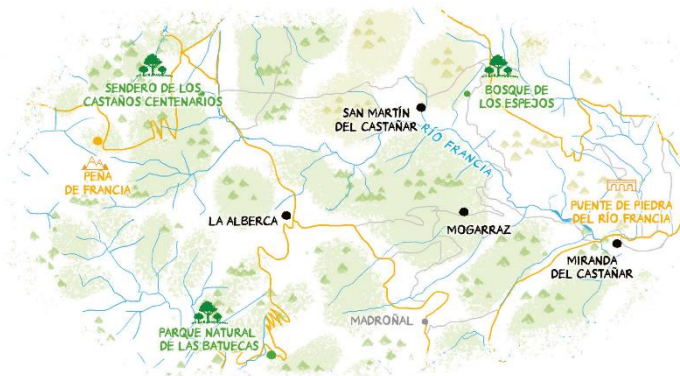 SENDERO DE LOS
CASTAÑOS CENTENARIOS
BOSQUE DE
LOS ESPEJOS
SAN MARTÍN
DEL CASTAÑAR
RÍO FRANCIA
PEÑA
DE FRANCIA
LA ALBERCA
MOGARRAZ
PUENTE DE PIEDRA
DEL RÍO FRANCIA
MIRANDA
DEL CASTAÑAR
MADROÑAL
PARQUE NATURAL
DE LAS BATUECAS